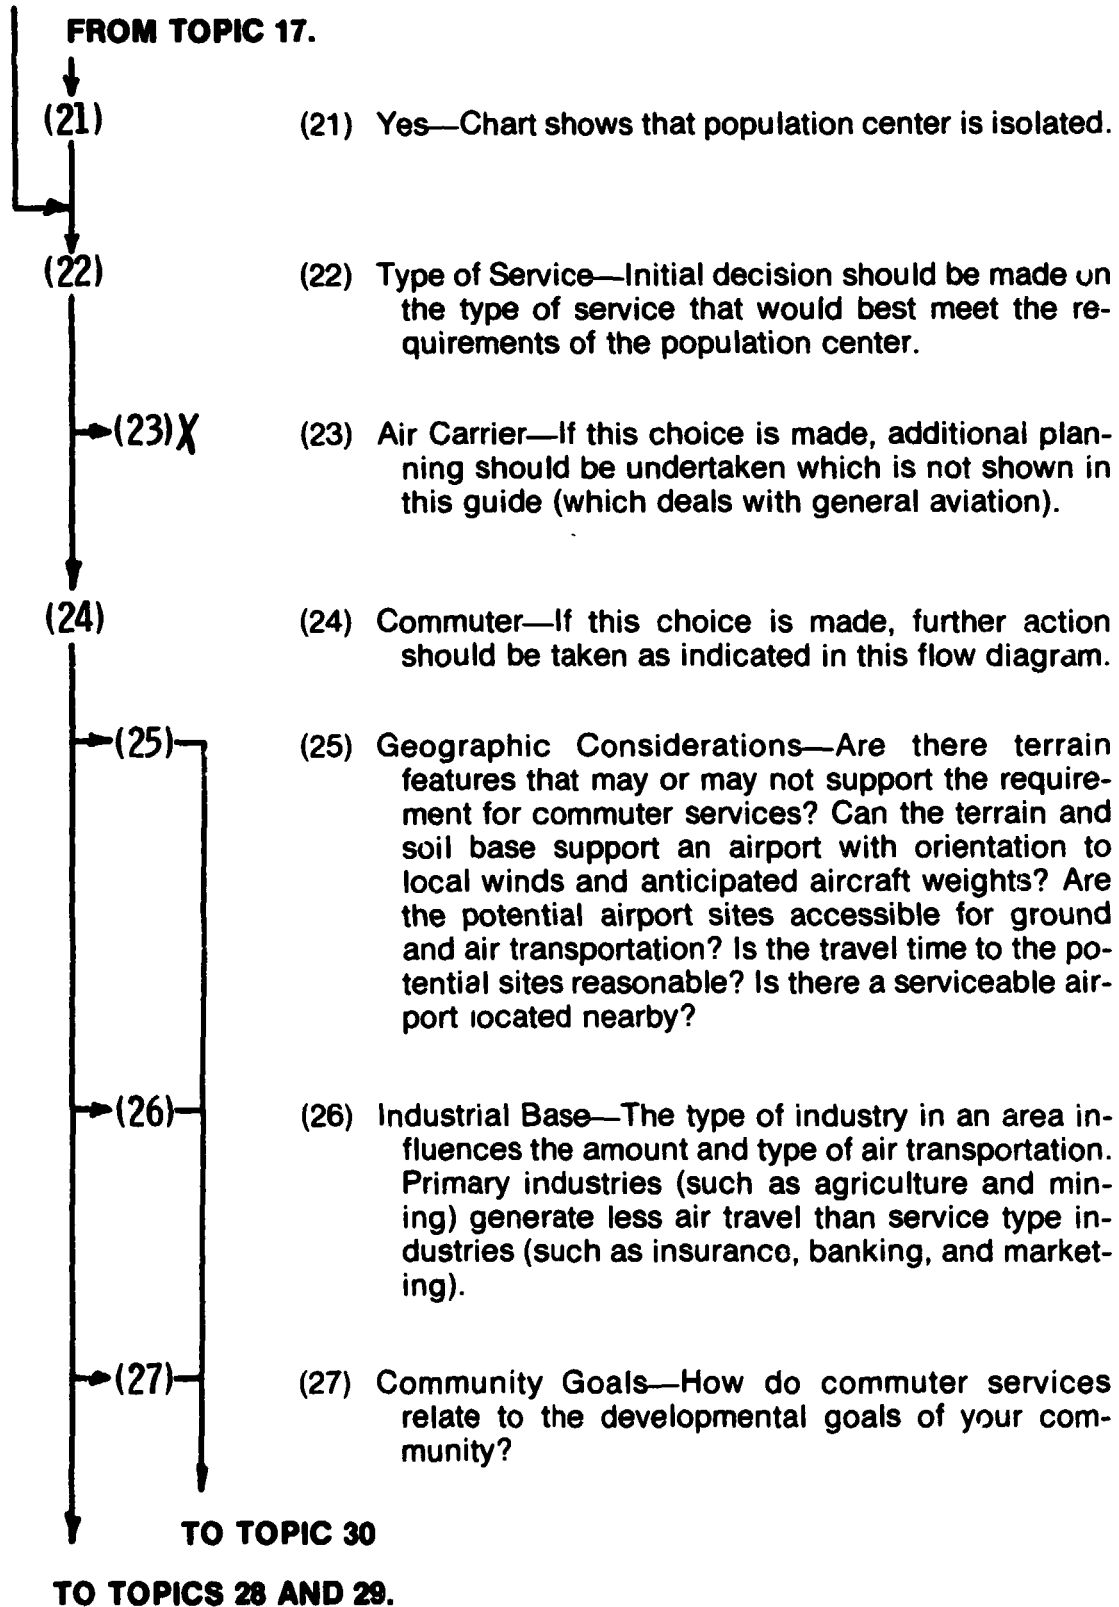 FROM TOPIC 17.
(21)
(21) Yes—Chart shows that population center is isolated.
(22)
(22) Type of Service—Initial decision should be made on
the type of service that would best meet the re-
quirements of the population center.
(23)X
(23) Air Carrier—If this choice is made, additional plan-
ning should be undertaken which is not shown in
this guide (which deals with general aviation).
(24)
(24) Commuter—If this choice is made, further action
should be taken as indicated in this flow diagram.
(25)
(25) Geographic Considerations—Are there terrain
features that may or may not support the require-
ment for commuter services? Can the terrain and
soil base support an airport with orientation to
local winds and anticipated aircraft weights? Are
the potential airport sites accessible for ground
and air transportation? Is the travel time to the po-
tential sites reasonable? Is there a serviceable air-
port located nearby?
(26)
(26) Industrial Base—The type of industry in an area in-
fluences the amount and type of air transportation.
Primary industries (such as agriculture and min-
ing) generate less air travel than service type in-
dustries (such as insurance, banking, and market-
ing).
(27)
(27) Community Goals—How do commuter services
relate to the developmental goals of your com-
munity?
TO TOPIC 30
TO TOPICS 28 AND 29.